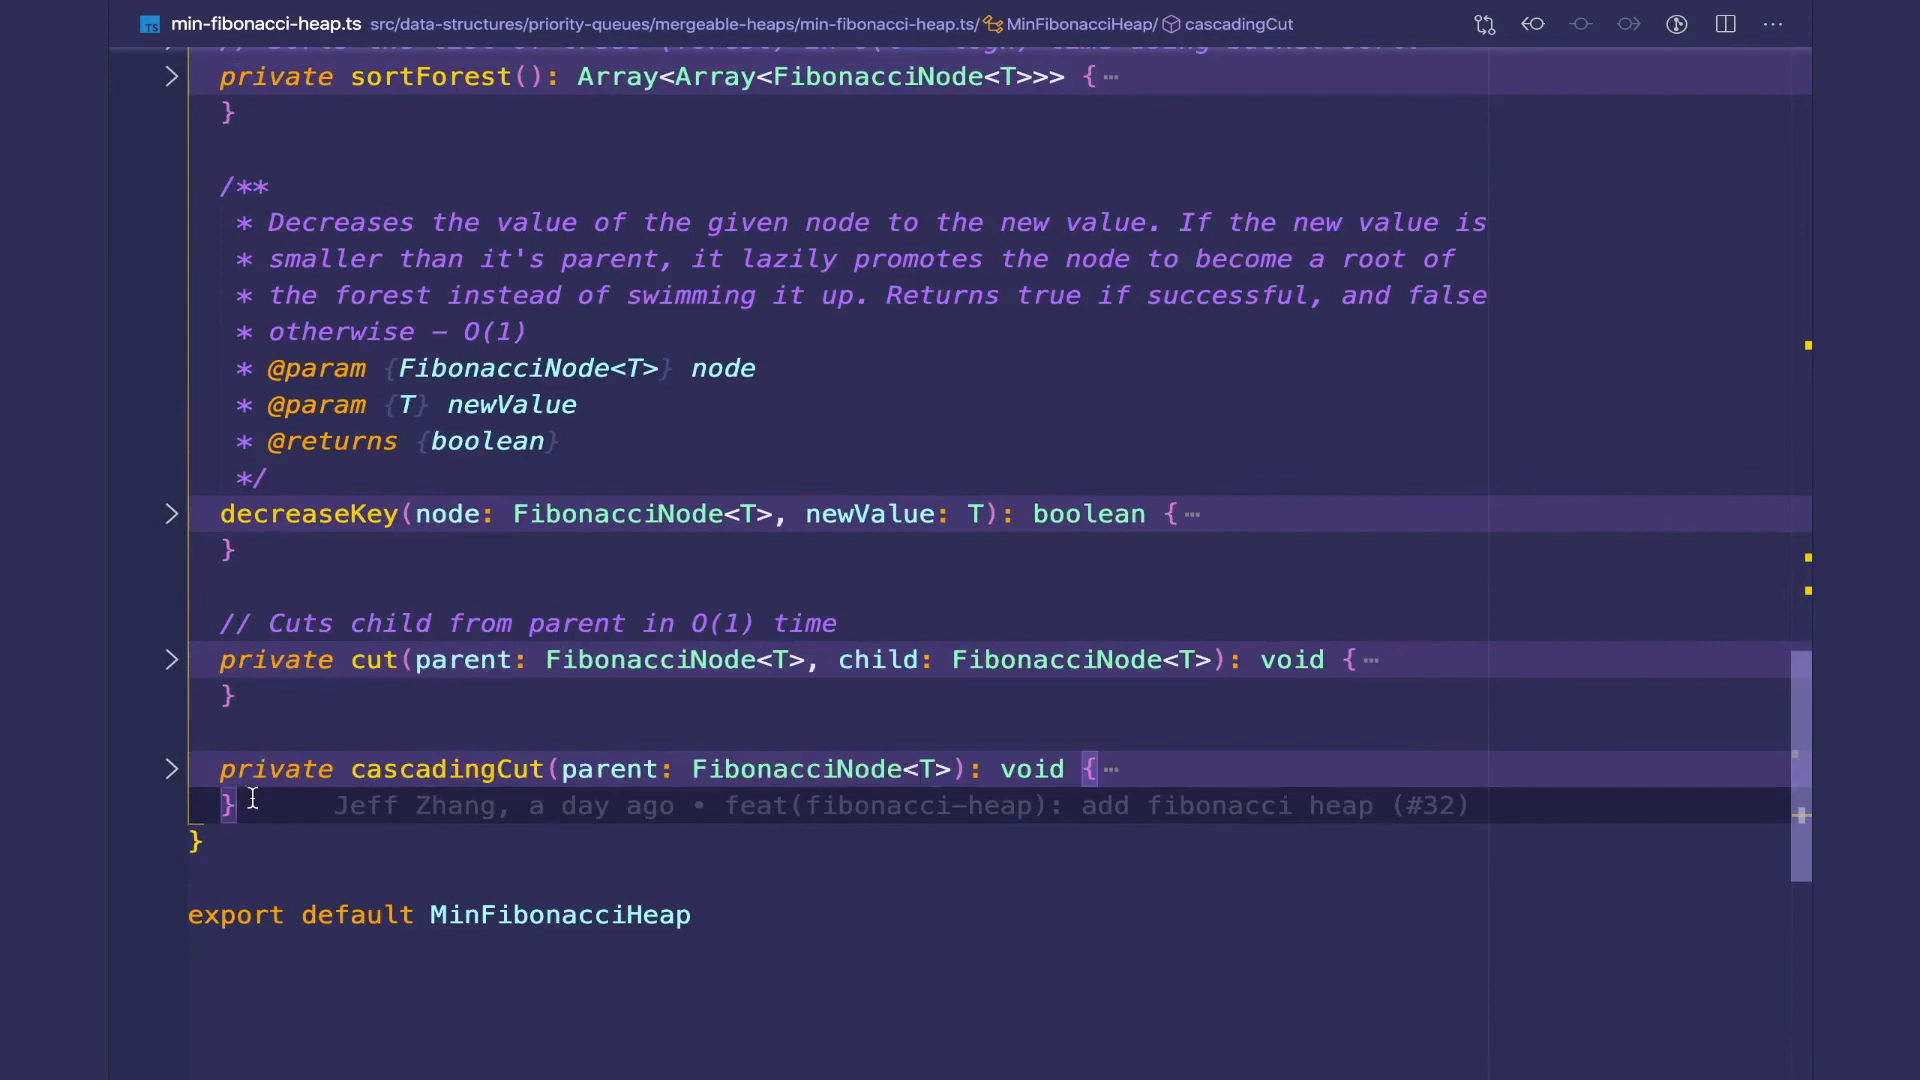 TS min-fibonacci-heap.ts src/data-structures/priority-queues/mergeable-heaps/min-fibonacci-heap.ts/ MinFibonacciHeap/ cascadingCut
private sortForest(): Array<Array<FibonacciNode<T>>> { ⋯
}
/**
* Decreases the value of the given node to the new value. If the new value is
* smaller than it's parent, it lazily promotes the node to become a root of
* the forest instead of swimming it up. Returns true if successful, and false
* otherwise – O(1)
* @param {FibonacciNode<T>} node
* @param {T} newValue
* @returns {boolean}
*/
decreaseKey(node: FibonacciNode<T>, newValue: T): boolean { ⋯
}
// Cuts child from parent in O(1) time
private cut(parent: FibonacciNode<T>, child: FibonacciNode<T>): void { ⋯
}
private cascadingCut(parent: FibonacciNode<T>): void { ⋯
} Jeff Zhang, a day ago • feat(fibonacci-heap): add fibonacci heap (#32)
}
export default MinFibonacciHeap